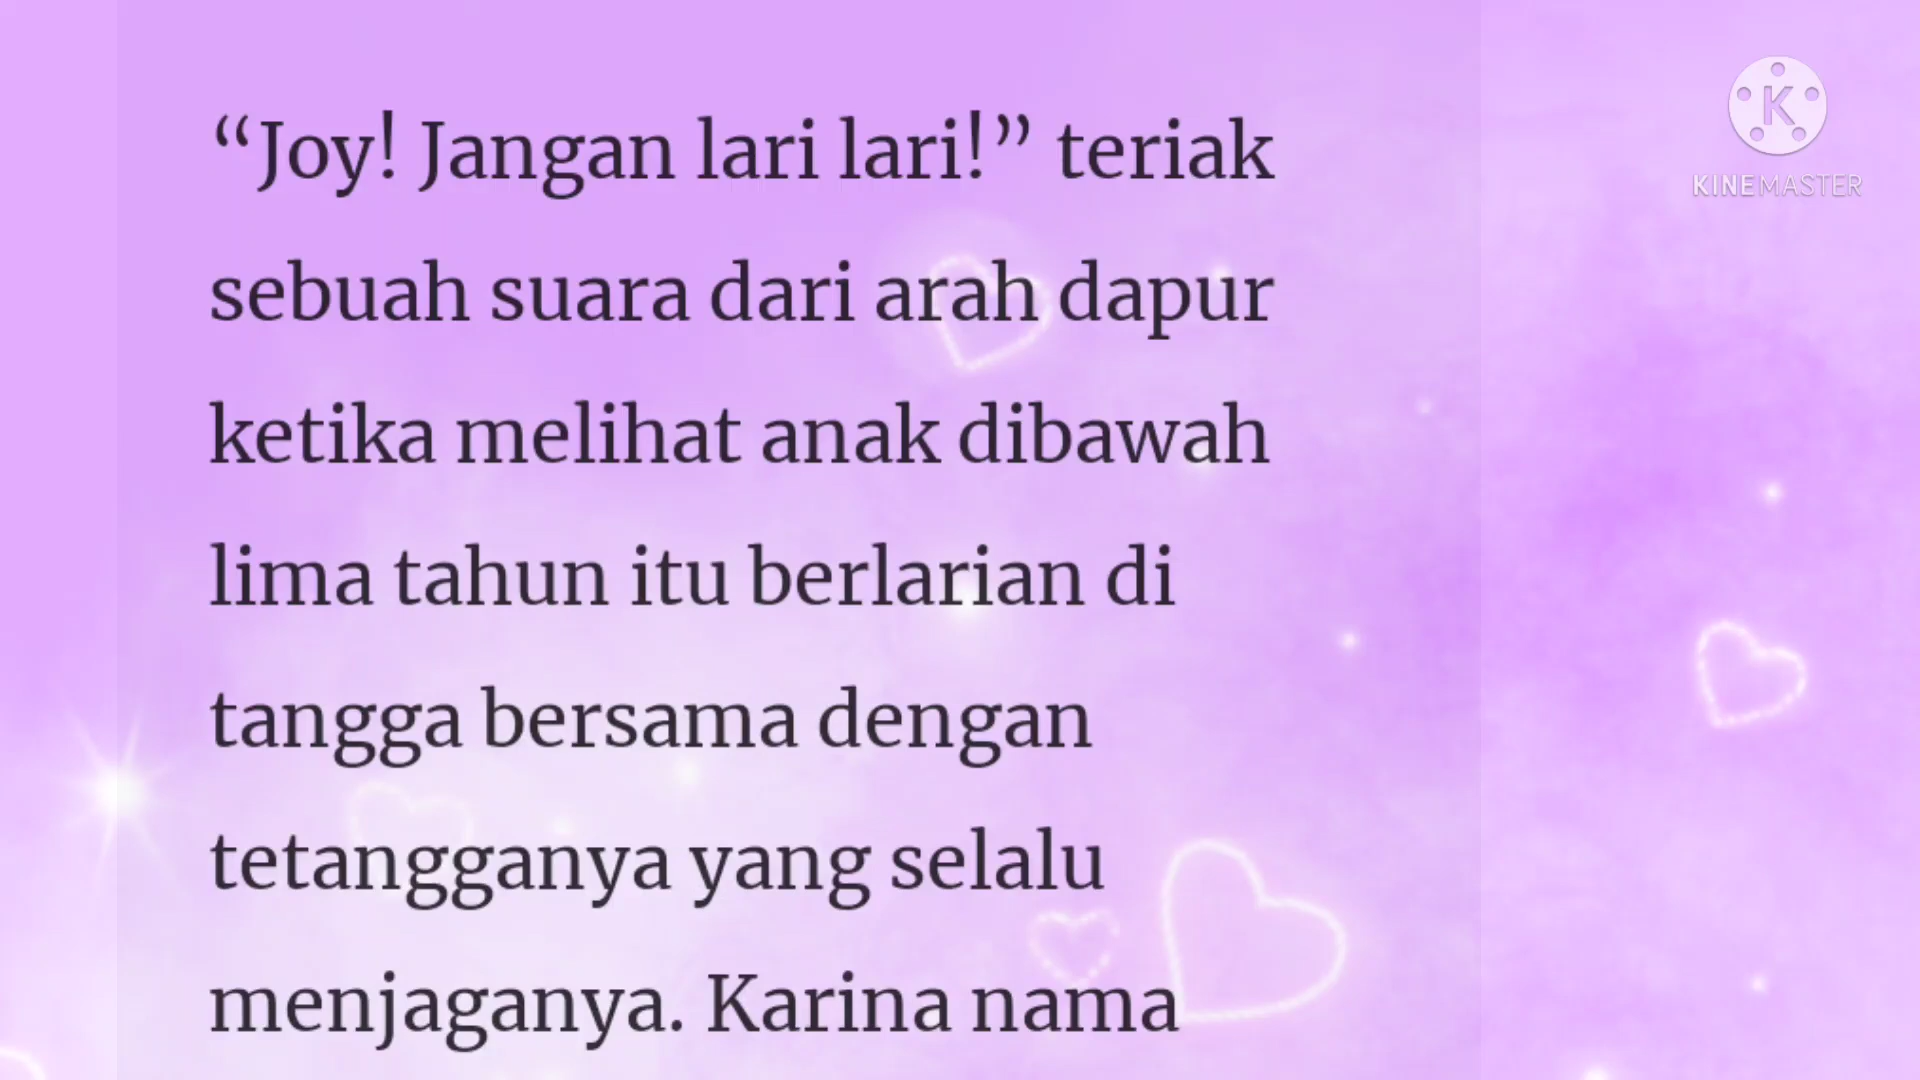 “Joy! Jangan lari lari!” teriak
sebuah suara dari arah dapur
ketika melihat anak dibawah
lima tahun itu berlarian di
tangga bersama dengan
tetangganya yang selalu
menjaganya. Karina nama
K
KINEMASTER